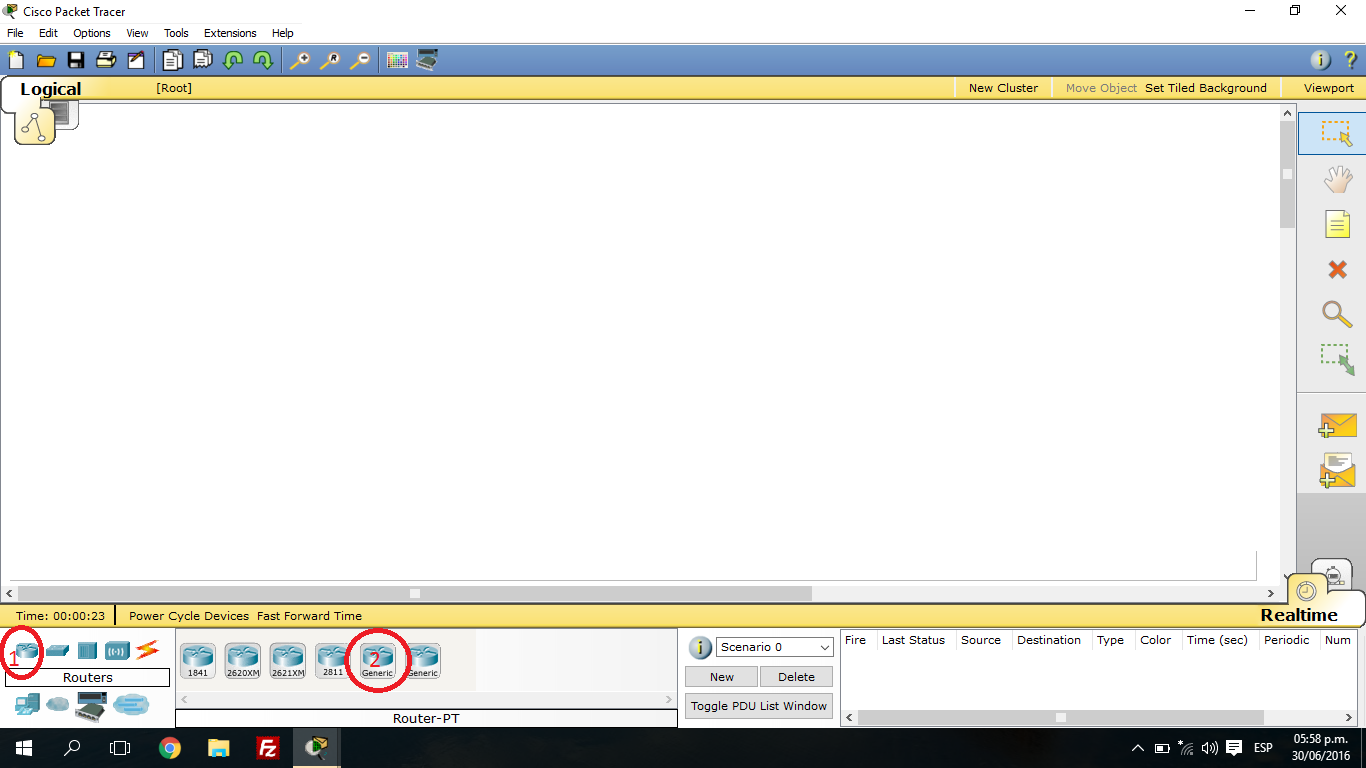 Cisco Packet Tracer
File Edit Options View Tools Extensions Help
R
i ?
Logical [Root] New Cluster Move Object Set Tiled Background Viewport
Time: 00:00:23 Power Cycle Devices Fast Forward Time
Realtime
1
Routers
1841 2620XM 2621XM 2811 Generic Generic
2
Router-PT
i Scenario 0
New Delete
Toggle PDU List Window
Fire Last Status Source Destination Type Color Time (sec) Periodic Num
Fz
ESP
05:58 p.m.
30/06/2016